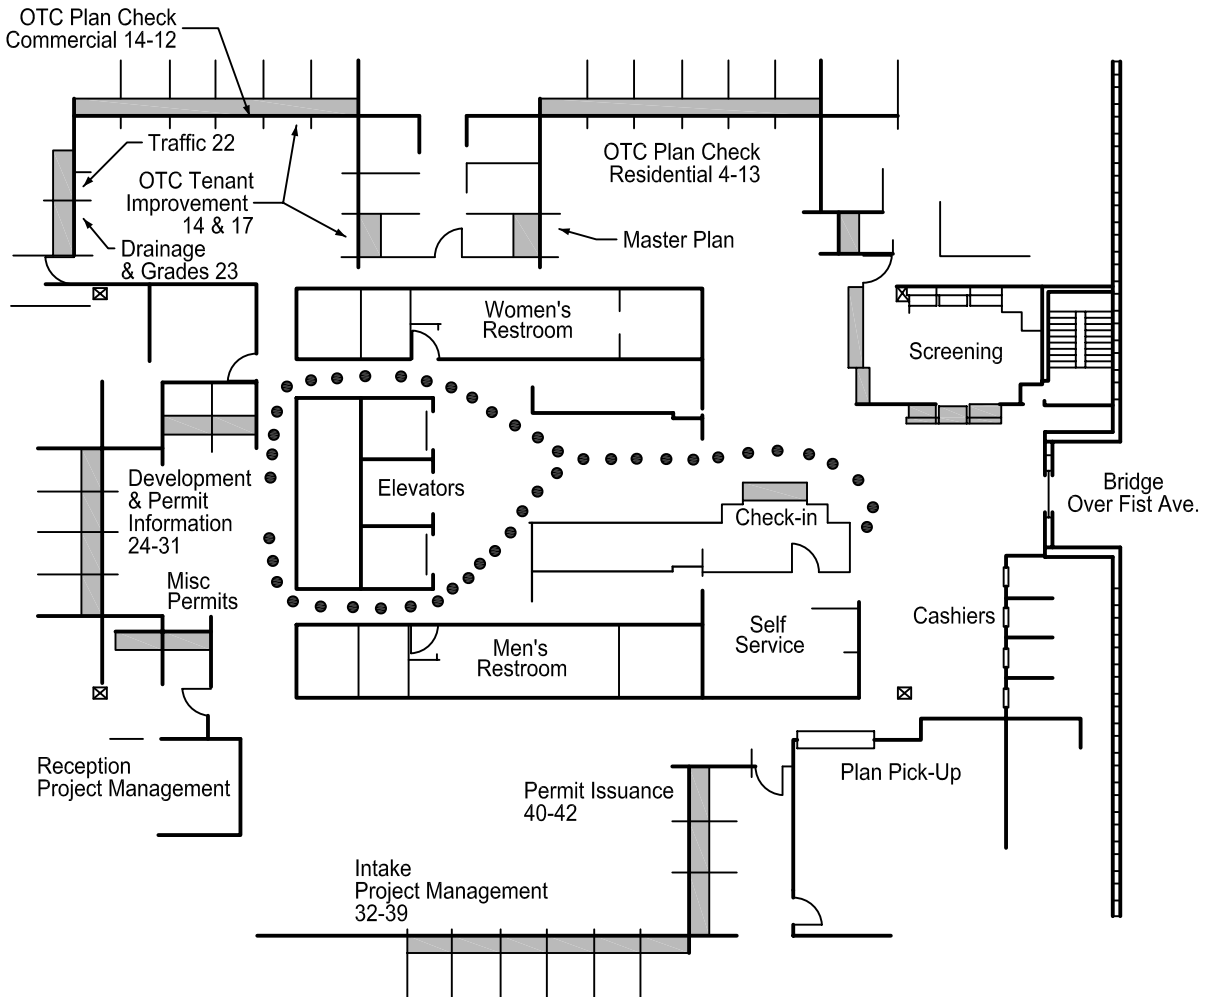 OTC Plan Check
Commercial 14-12
Traffic 22
OTC Tenant
Improvement
14 & 17
Drainage
& Grades 23
OTC Plan Check
Residential 4-13
Master Plan
Women's
Restroom
Screening
Development
& Permit
Information
24-31
Elevators
Check-in
Bridge
Over Fist Ave.
Misc
Permits
Men's
Restroom
Self
Service
Cashiers
Reception
Project Management
Permit Issuance
40-42
Plan Pick-Up
Intake
Project Management
32-39